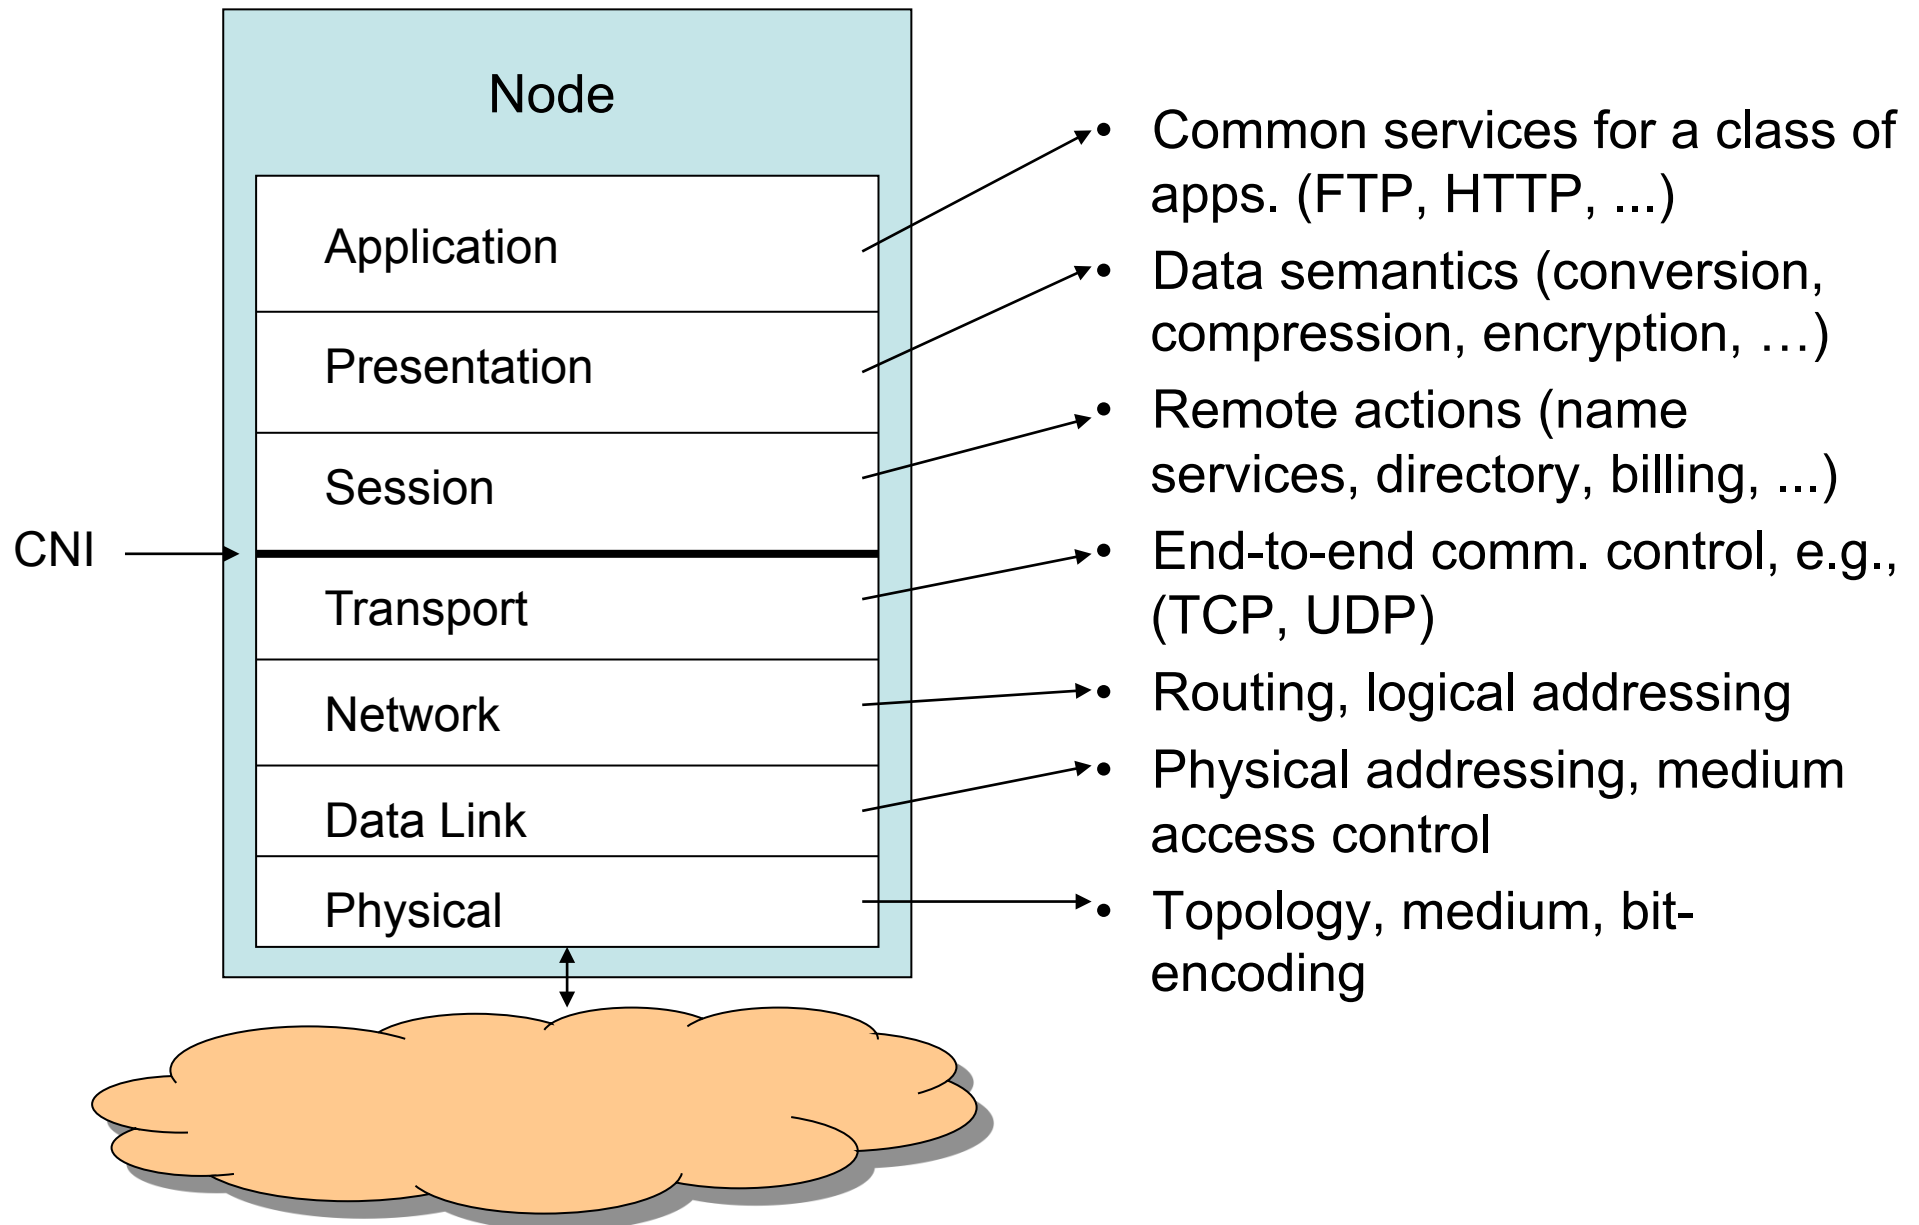 Node
Application
Presentation
Session
CNI
Transport
Network
Data Link
Physical
• Common services for a class of
apps. (FTP, HTTP, ...)
• Data semantics (conversion,
compression, encryption, …)
• Remote actions (name
services, directory, billing, ...)
• End-to-end comm. control, e.g.,
(TCP, UDP)
• Routing, logical addressing
• Physical addressing, medium
access control
• Topology, medium, bit-
encoding